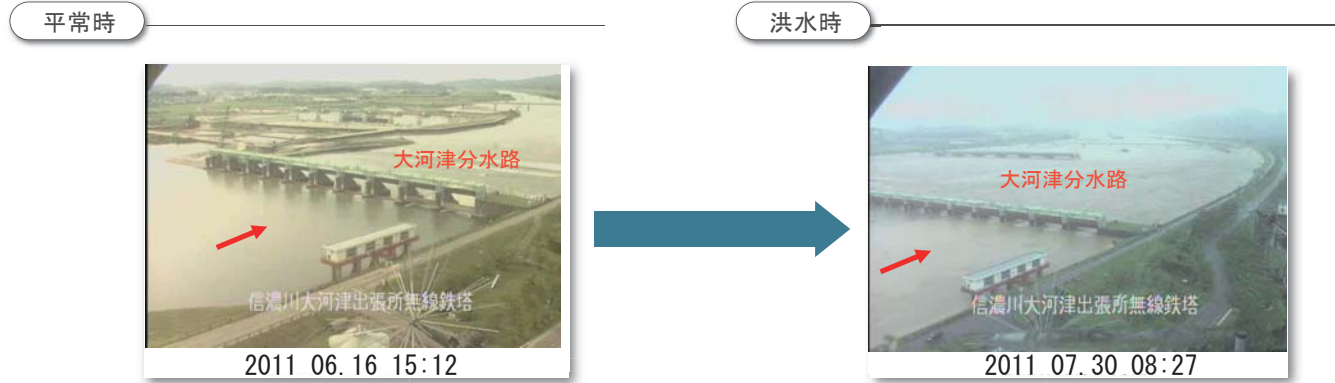 平常時
洪水時
大河津分水路
信濃川大河津出張所無線鉄塔
2011 06.16 15:12
大河津分水路
信濃川大河津出張所無線鉄塔
2011 07.30 08:27